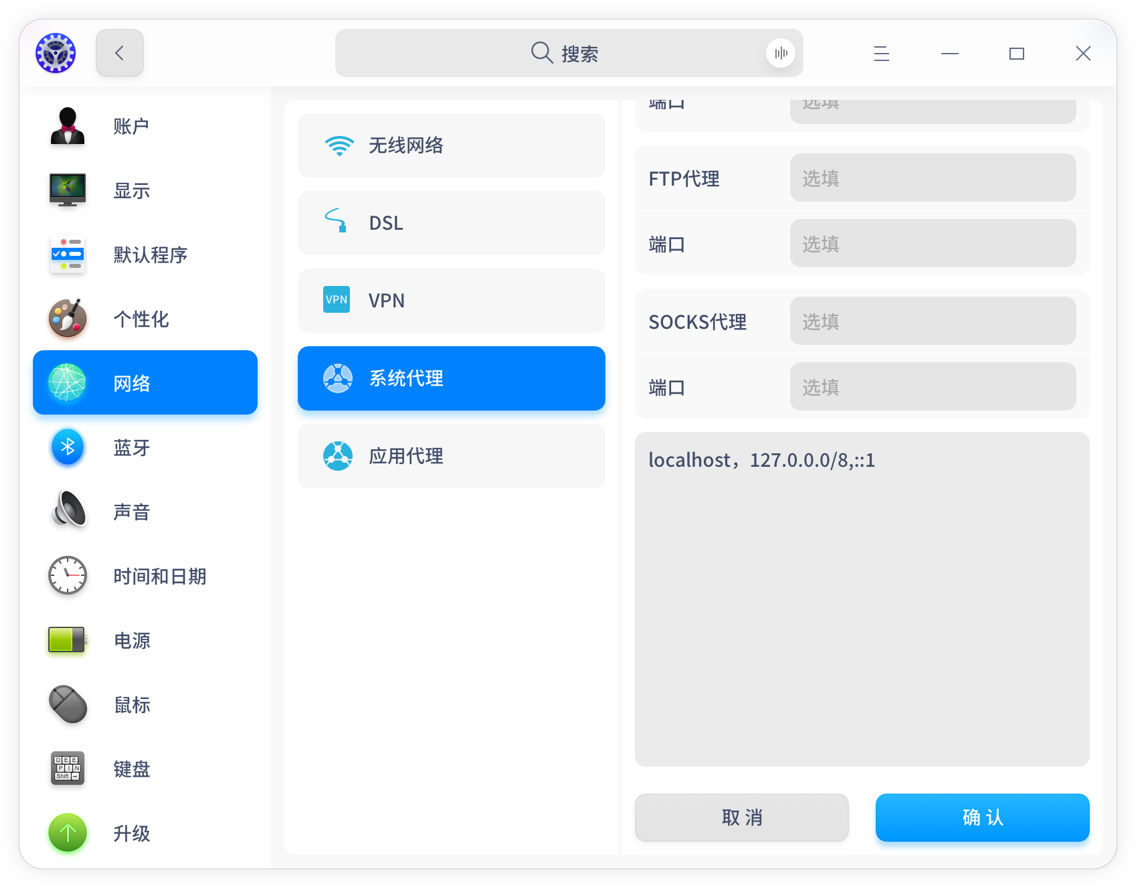 搜索
账户
显示
默认程序
个性化
网络
蓝牙
声音
时间和日期
电源
鼠标
键盘
升级
无线网络
DSL
VPN
VPN
系统代理
应用代理
端口
选填
FTP代理
选填
端口
选填
SOCKS代理
选填
端口
选填
localhost，127.0.0.0/8,::1
取 消
确 认